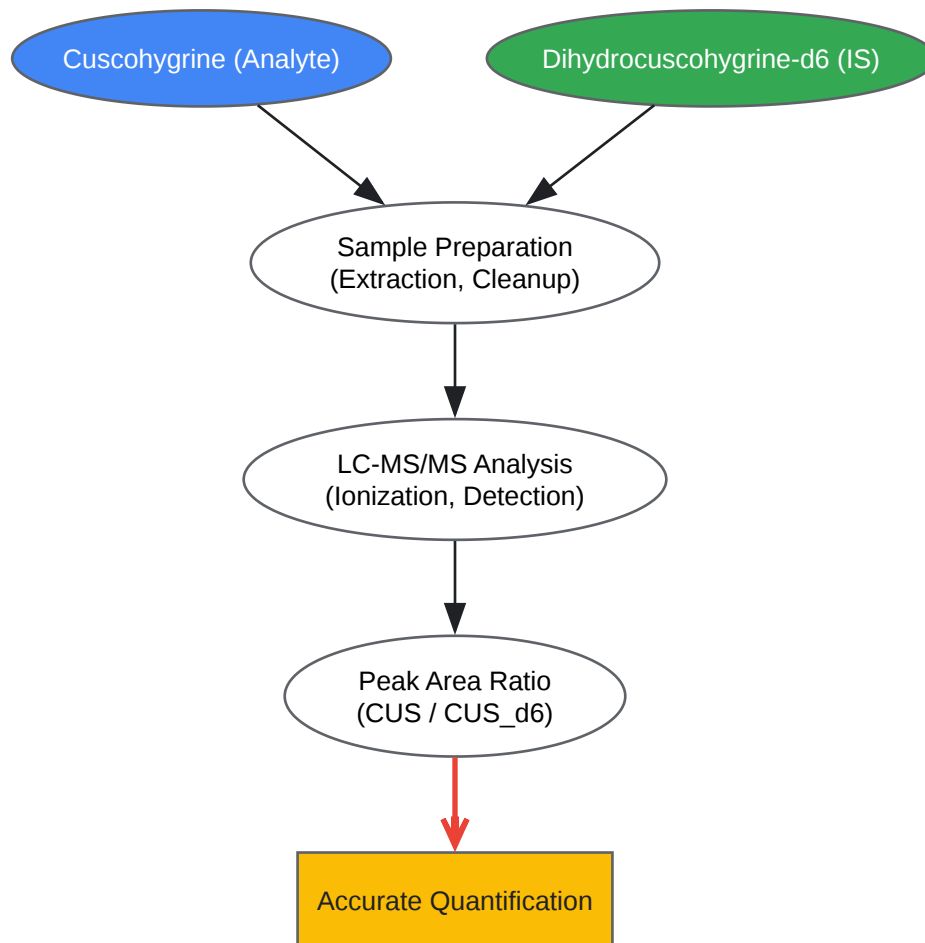 Cuscohygrine (Analyte)
Dihydrocuscohygrine-d6 (IS)
Sample Preparation
(Extraction, Cleanup)
LC-MS/MS Analysis
(Ionization, Detection)
Peak Area Ratio
(CUS / CUS_d6)
Accurate Quantification